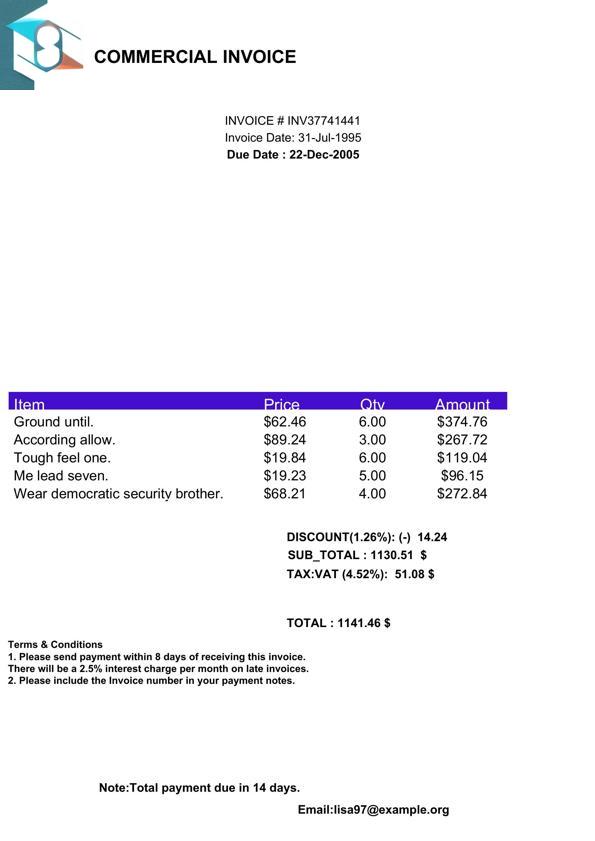 COMMERCIAL INVOICE
INVOICE # INV37741441
Invoice Date: 31-Jul-1995
Due Date : 22-Dec-2005
Item Price Qty Amount
Ground until. $62.46 6.00 $374.76
According allow. $89.24 3.00 $267.72
Tough feel one. $19.84 6.00 $119.04
Me lead seven. $19.23 5.00 $96.15
Wear democratic security brother. $68.21 4.00 $272.84
DISCOUNT(1.26%): (-) 14.24
SUB_TOTAL : 1130.51 $
TAX:VAT (4.52%): 51.08 $
TOTAL : 1141.46 $
Terms & Conditions
1. Please send payment within 8 days of receiving this invoice.
There will be a 2.5% interest charge per month on late invoices.
2. Please include the Invoice number in your payment notes.
Note:Total payment due in 14 days.
Email:lisa97@example.org